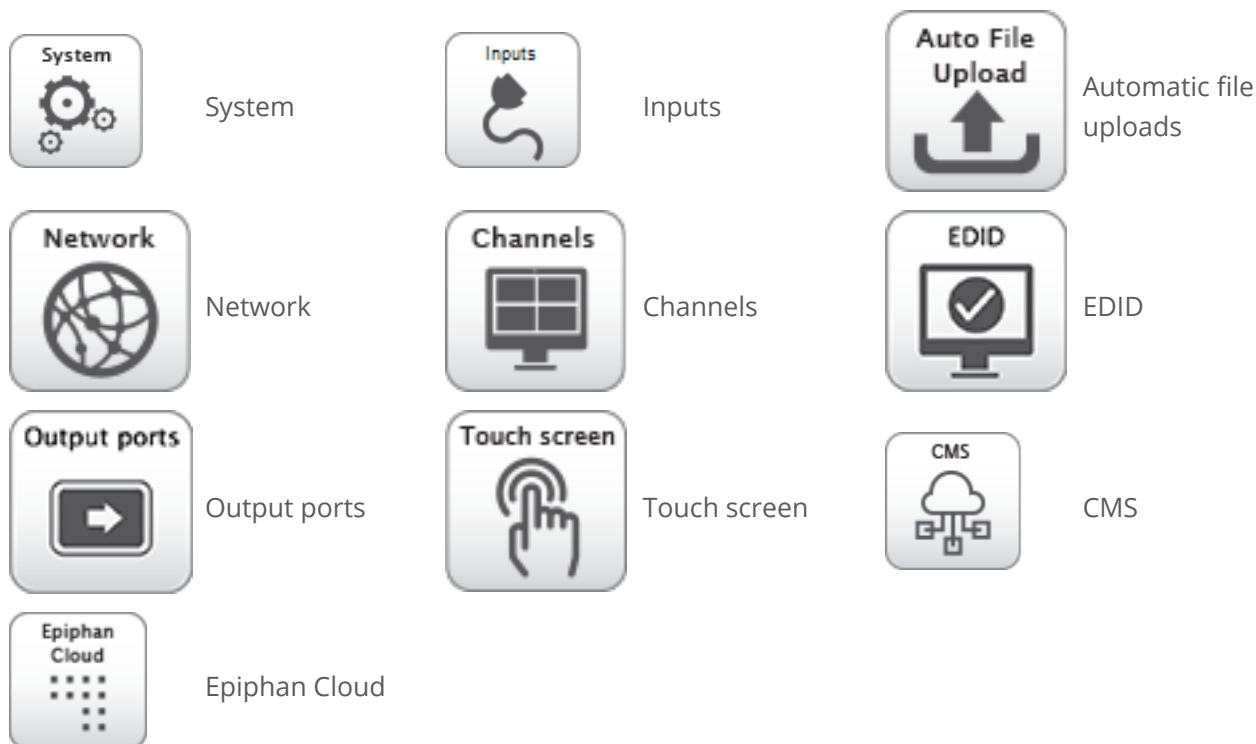 System
System
Inputs
Inputs
Auto File
Upload
Automatic file
uploads
Network
Network
Channels
Channels
EDID
EDID
Output ports
Output ports
Touch screen
Touch screen
CMS
CMS
Epiphan
Cloud
Epiphan Cloud